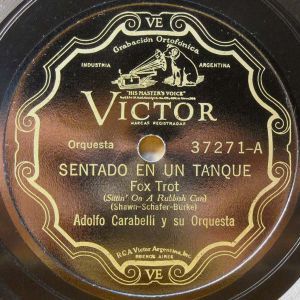 VE
Grabación Ortofónica
INDUSTRIA ARGENTINA
"HIS MASTER'S VOICE"
VICTOR
MARCAS REGISTRADAS
Orquesta 37271-A
SENTADO EN UN TANQUE
Fox Trot
(Sittin' On A Rubbish Can)
(Shawn-Schafer-Burke)
Adolfo Carabelli y su Orquesta
RCA Victor Argentina, Inc.
BUENOS AIRES
VE